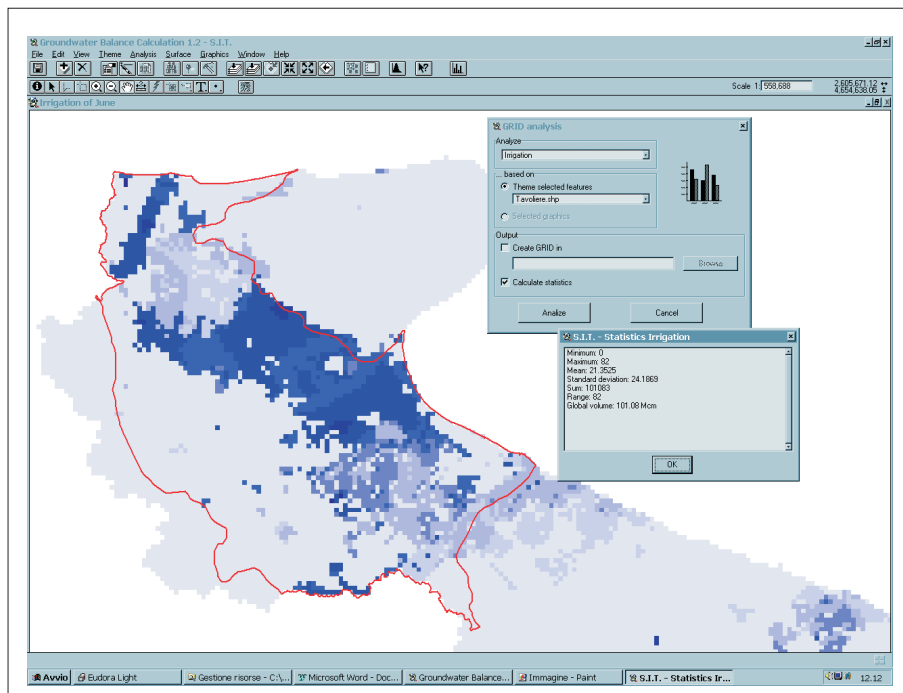 Groundwater Balance Calculation 1.2 - S.I.T.
File Edit View Theme Analysis Surface Graphics Window Help
Scale 1: 558,688
2,605,671.12
4,654,638.05
Irrigation of June
GRID analysis
Analyze
Irrigation
... based on
Theme selected features
Tavoliere.shp
Selected graphics
Output
Create GRID in
Browse
Calculate statistics
Analize
Cancel
S.I.T. - Statistics Irrigation
Minimum: 0
Maximum: 82
Mean: 21.3525
Standard deviation: 24.1869
Sum: 101083
Range: 82
Global volume: 101.08 Mcm
OK
Avvio
Eudora Light
Gestione risorse - C:\,...
Microsoft Word - Doc...
Groundwater Balance...
Immagine - Paint
S.I.T. - Statistics Ir...
12.12